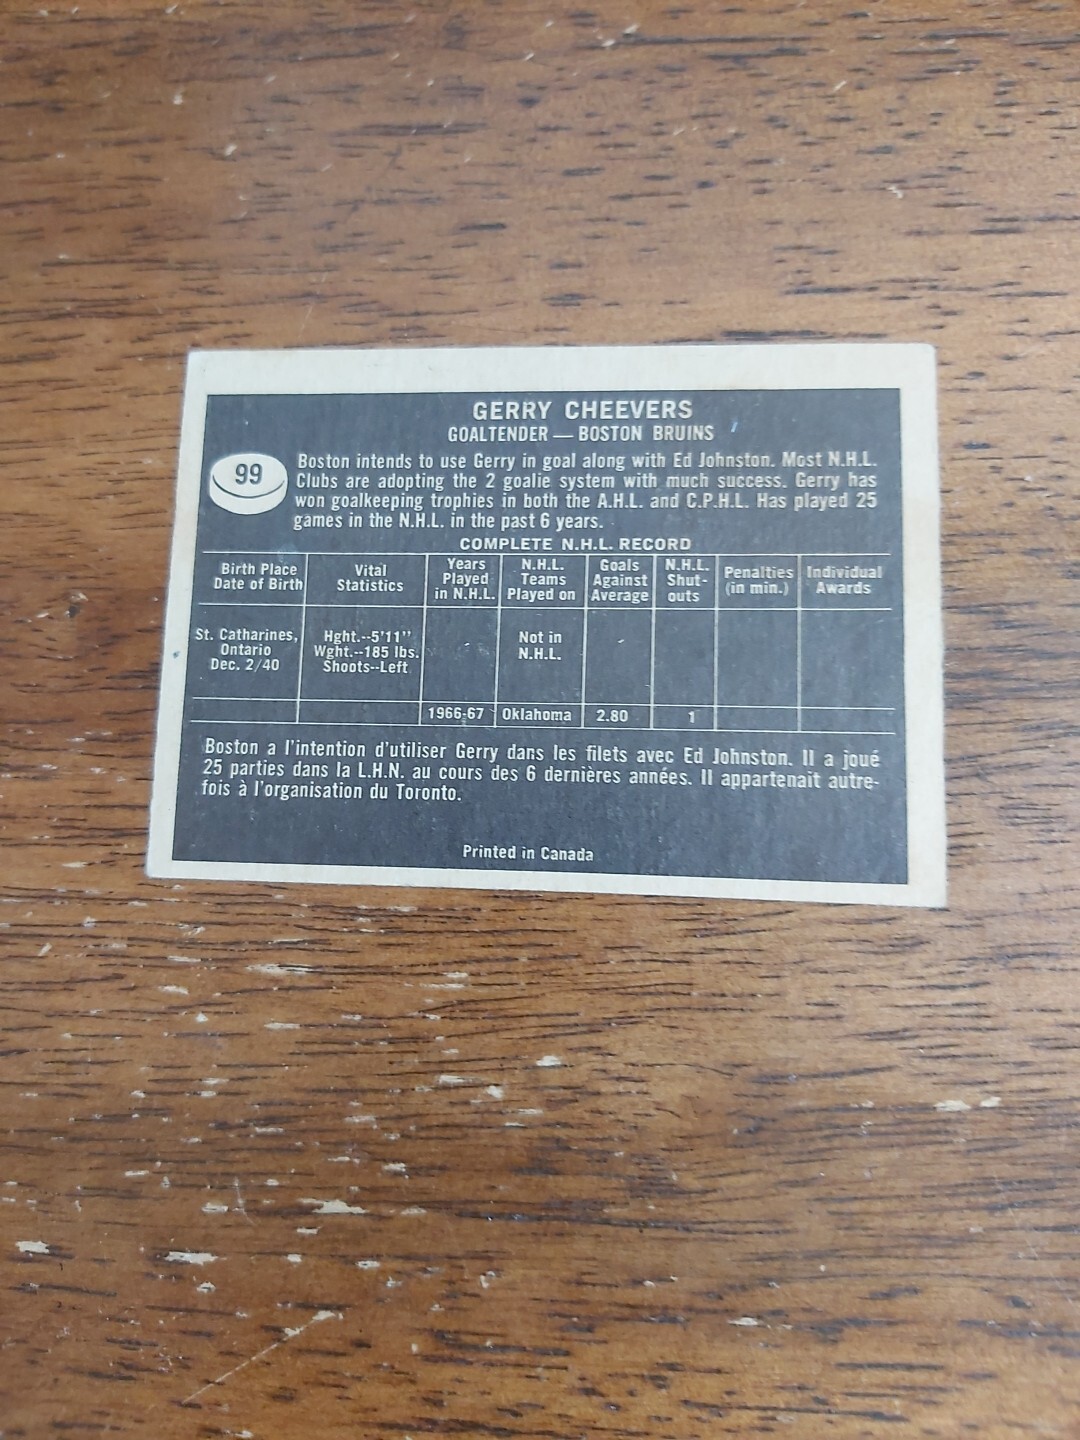 GERRY CHEEVERS
GOALTENDER — BOSTON BRUINS
99
Boston intends to use Gerry in goal along with Ed Johnston. Most N.H.L.
Clubs are adopting the 2 goalie system with much success. Gerry has
won goalkeeping trophies in both the A.H.L. and C.P.H.L. Has played 25
games in the N.H.L. in the past 6 years.
COMPLETE N.H.L. RECORD
Birth Place
Date of Birth
Vital
Statistics
Years
Played
in N.H.L.
N.H.L.
Teams
Played on
Goals
Against
Average
N.H.L.
Shut-
outs
Penalties
(in min.)
Individual
Awards
St. Catharines,
Ontario
Dec. 2/40
Hght.--5'11"
Wght.--185 lbs.
Shoots--Left
Not in
N.H.L.
1966-67 Oklahoma 2.80 1
Boston a l'intention d'utiliser Gerry dans les filets avec Ed Johnston. Il a joué
25 parties dans la L.H.N. au cours des 6 dernières années. Il appartenait autre-
fois à l'organisation du Toronto.
Printed in Canada